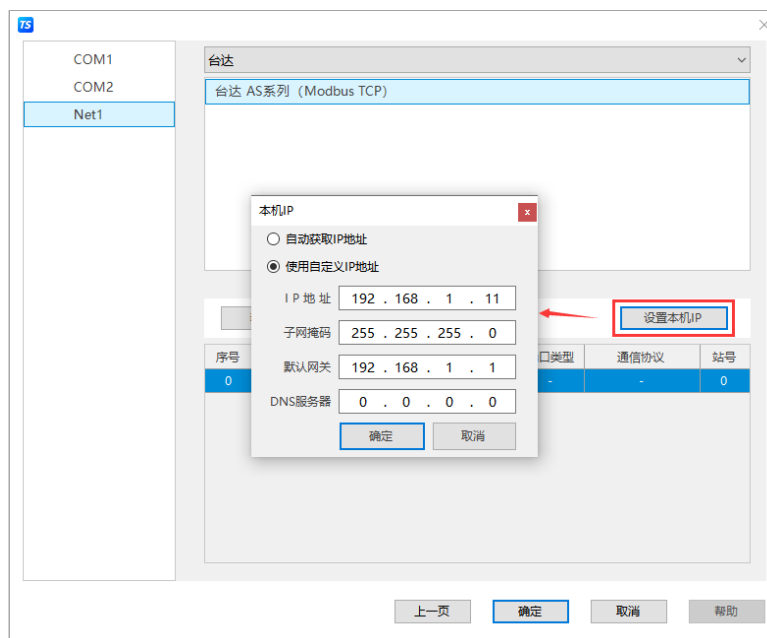 TS
COM1
COM2
Net1
台达
台达 AS系列（Modbus TCP）
本机IP
自动获取IP地址
使用自定义IP地址
IP地址 192 . 168 . 1 . 11
子网掩码 255 . 255 . 255 . 0
默认网关 192 . 168 . 1 . 1
DNS服务器 0 . 0 . 0 . 0
确定 取消
设置本机IP
序号 口类型 通信协议 站号
0 - - 0
上一页 确定 取消 帮助